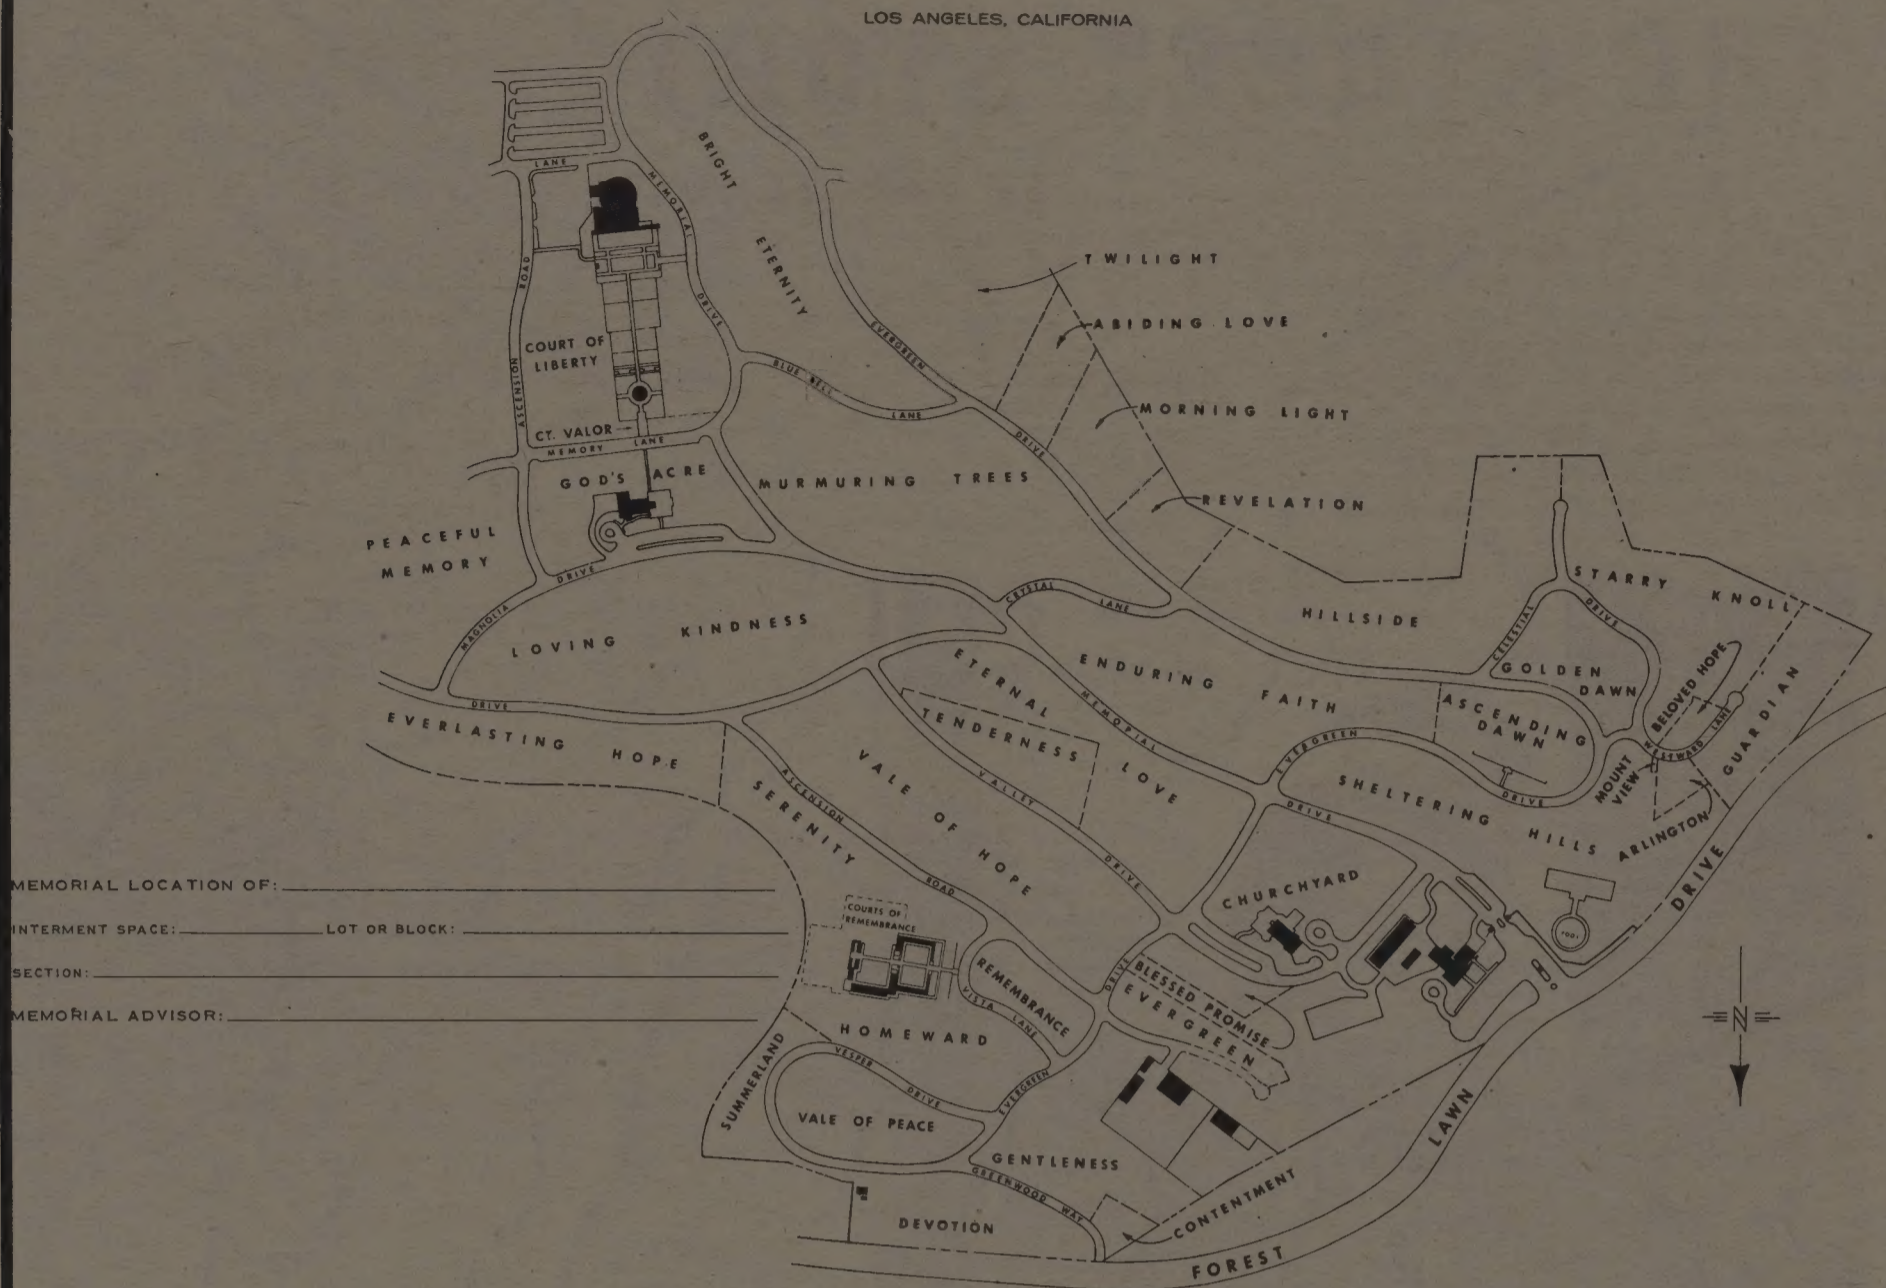 LOS ANGELES, CALIFORNIA
BRIGHT
ETERNITY
LANE
MEMORIAL
DRIVE
ASCENSION
ROAD
COURT OF
LIBERTY
CT. VALOR
MEMORY LANE
GOD'S ACRE
BLUE BELL
LANE
EVERGREEN
DRIVE
TWILIGHT
ABIDING LOVE
MORNING LIGHT
REVELATION
MURMURING TREES
PEACEFUL
MEMORY
MAGNOLIA
DRIVE
LOVING KINDNESS
CRYSTAL
LANE
HILLSIDE
STARRY KNOLL
CELESTIAL
DRIVE
GOLDEN
DAWN
BELOVED HOPE
GUARDIAN
ETERNAL
LOVE
TENDERNESS
ENDURING FAITH
MEMORIAL
DRIVE
ASCENDING
DAWN
EVERGREEN
DRIVE
MOUNT
VIEW
LANE
SHELTERING HILLS
ARLINGTON
DRIVE
EVERLASTING HOPE
DRIVE
SERENITY
ASCENSION
ROAD
VALE OF HOPE
VALLEY
DRIVE
CHURCHYARD
POOL
MEMORIAL LOCATION OF:
INTERMENT SPACE: LOT OR BLOCK:
SECTION:
MEMORIAL ADVISOR:
COURTS OF
REMEMBRANCE
REMEMBRANCE
VISTA LANE
DRIVE
BLESSED PROMISE
EVERGREEN
HOMEWARD
SUMMERLAND
VESPER
DRIVE
EVERGREEN
VALE OF PEACE
GENTLENESS
GREENWOOD
WAY
DEVOTION
CONTENTMENT
FOREST
LAWN
N